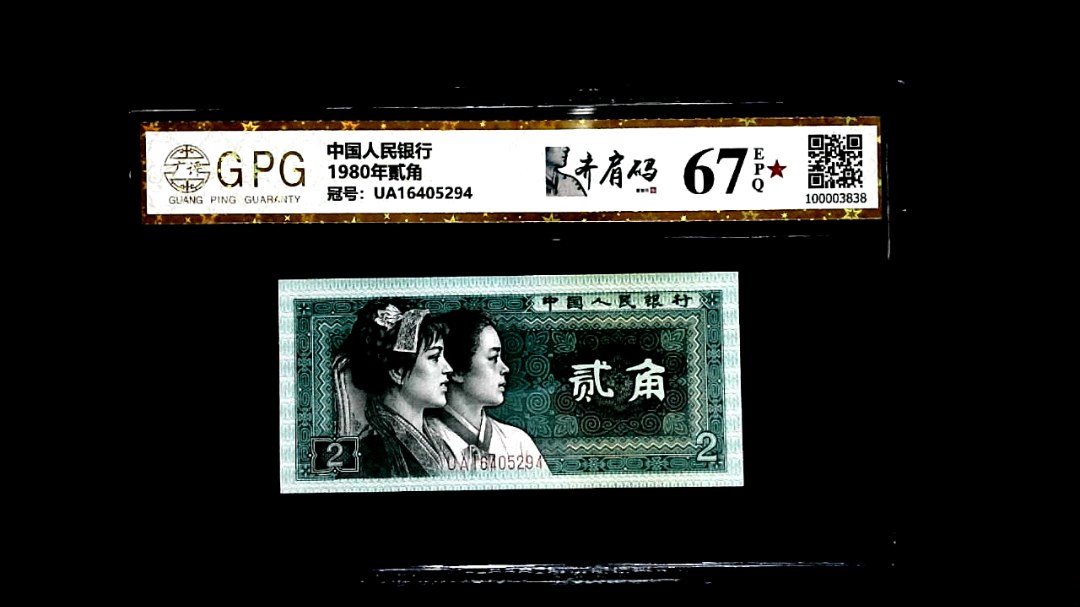 GPG
GUANG PING GUARANTY
中国人民银行
1980年贰角
冠号：UA16405294
齐肩码
67
EPQ
100003838
中国人民银行
贰角
2
2
UA16405294